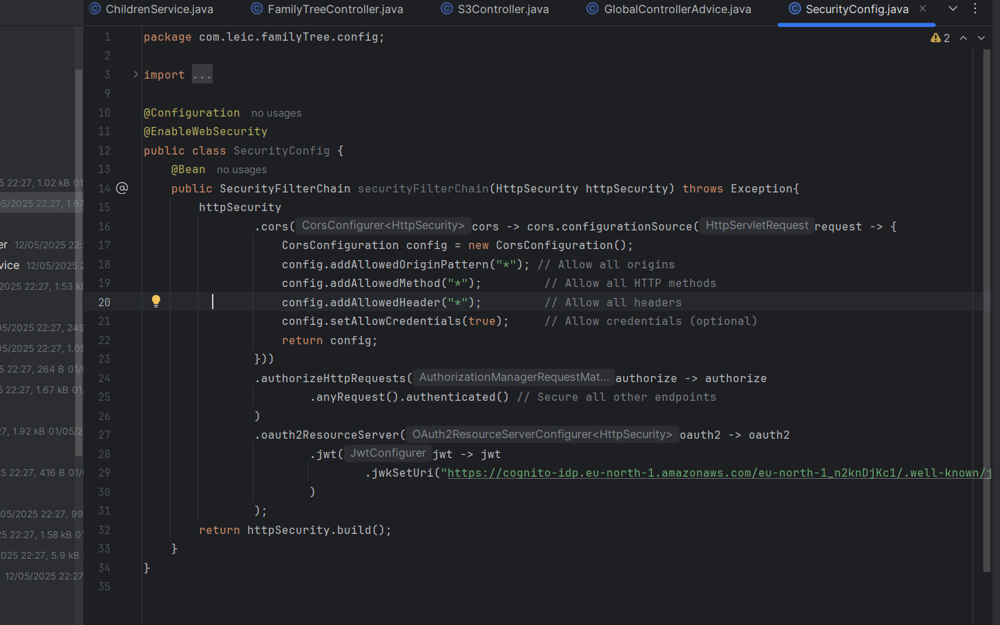 ChildrenService.java FamilyTreeController.java S3Controller.java GlobalControllerAdvice.java SecurityConfig.java
2
1 package com.leic.familyTree.config;
2
3 import ...
9
10 @Configuration no usages
11 @EnableWebSecurity
12 public class SecurityConfig {
13 @Bean no usages
14 public SecurityFilterChain securityFilterChain(HttpSecurity httpSecurity) throws Exception{
15 httpSecurity
16 .cors( CorsConfigurer<HttpSecurity> cors -> cors.configurationSource( HttpServletRequest request -> {
17 CorsConfiguration config = new CorsConfiguration();
18 config.addAllowedOriginPattern("*"); // Allow all origins
19 config.addAllowedMethod("*"); // Allow all HTTP methods
20 config.addAllowedHeader("*"); // Allow all headers
21 config.setAllowCredentials(true); // Allow credentials (optional)
22 return config;
23 }))
24 .authorizeHttpRequests( AuthorizationManagerRequestMat... authorize -> authorize
25 .anyRequest().authenticated() // Secure all other endpoints
26 )
27 .oauth2ResourceServer( OAuth2ResourceServerConfigurer<HttpSecurity> oauth2 -> oauth2
28 .jwt( JwtConfigurer jwt -> jwt
29 .jwkSetUri("https://cognito-idp.eu-north-1.amazonaws.com/eu-north-1_n2knDjKc1/.well-known/j
30 )
31 );
32 return httpSecurity.build();
33 }
34 }
35
5 22:27, 1.02 kB 01
05/2025 22:27, 1.67
er 12/05/2025 22:
vice 12/05/2025 2
2025 22:27, 1.53 kB
05/2025 22:27, 249
05/2025 22:27, 1.05
5 22:27, 264 B 01/0
5 22:27, 1.67 kB 01/
27, 1.92 kB 01/05/2
5 22:27, 416 B 01/
05/2025 22:27, 99
25 22:27, 1.58 kB 01
2025 22:27, 5.9 kB
12/05/2025 22:27